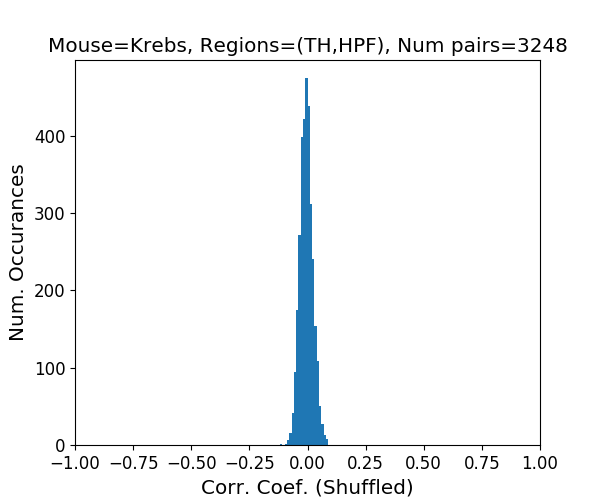 Mouse=Krebs, Regions=(TH,HPF), Num pairs=3248
Num. Occurances
400
300
200
100
0
−1.00 −0.75 −0.50 −0.25 0.00 0.25 0.50 0.75 1.00
Corr. Coef. (Shuffled)